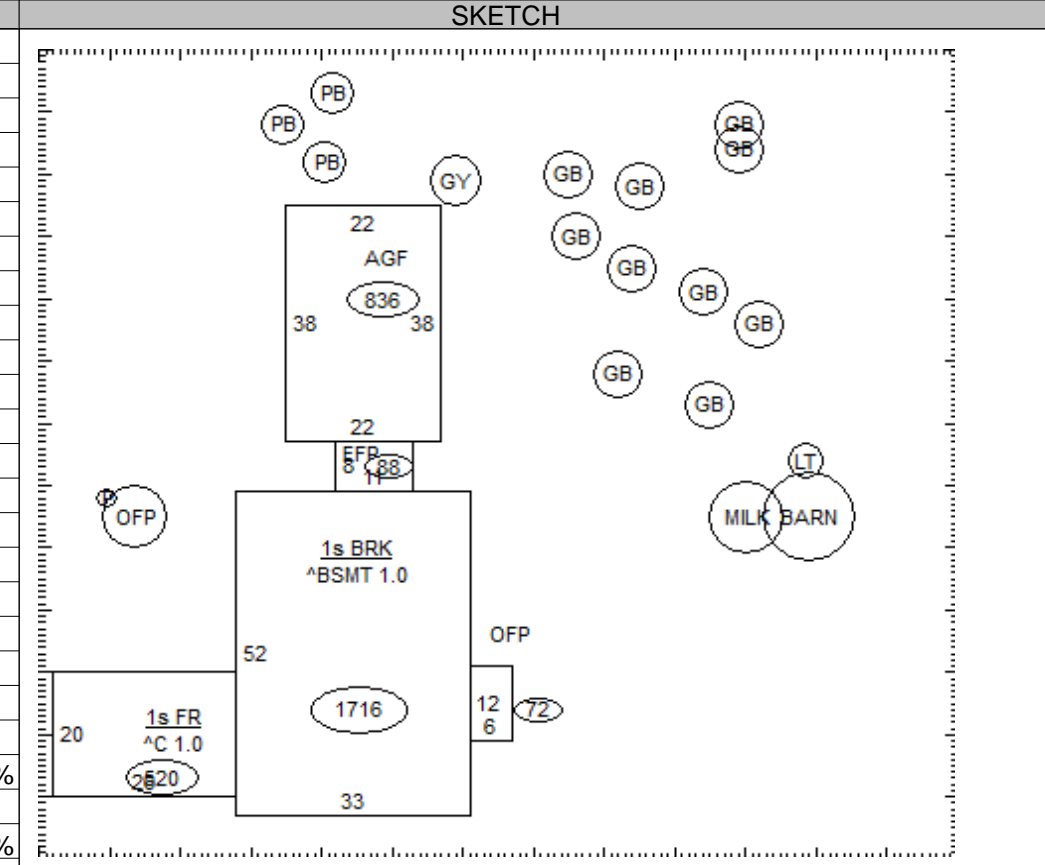 SKETCH
PB
PB
PB
GY
GB
GB
GB
GB
GB
GB
GB
GB
GB
GB
22
AGF
836
38 38
22
EFP
8 88
11
P
OFP
LT
MILK BARN
1s BRK
^BSMT 1.0
OFP
52
1716
12
6
72
1s FR
^C 1.0
20
26
520
33
%
%